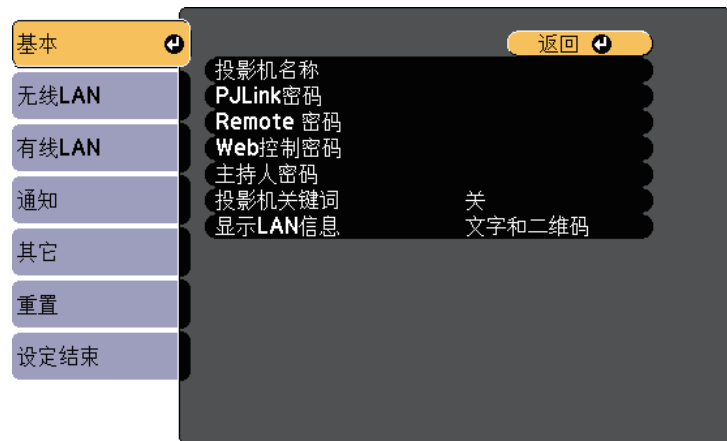 基本
无线LAN
有线LAN
通知
其它
重置
设定结束
返回
投影机名称
PJLink密码
Remote 密码
Web控制密码
主持人密码
投影机关键词 关
显示LAN信息 文字和二维码